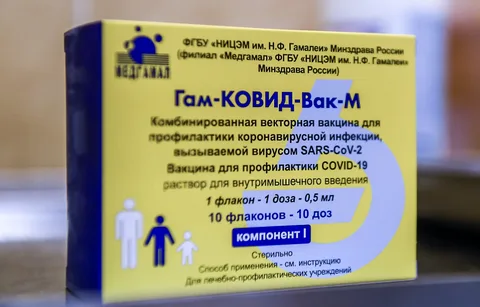 ФГБУ «НИЦЭМ им. Н.Ф. Гамалеи» Минздрава России
(филиал «Медгамал» ФГБУ «НИЦЭМ им. Н.Ф. Гамалеи»
Минздрава России)
МЕДГАМАЛ
Гам-КОВИД-Вак-М
Комбинированная векторная вакцина для
профилактики коронавирусной инфекции,
вызываемой вирусом SARS-CoV-2
Вакцина для профилактики COVID-19
раствор для внутримышечного введения
1 флакон - 1 доза - 0,5 мл
10 флаконов - 10 доз
компонент I
Стерильно
Способ применения - см. инструкцию
Для лечебно-профилактических учреждений